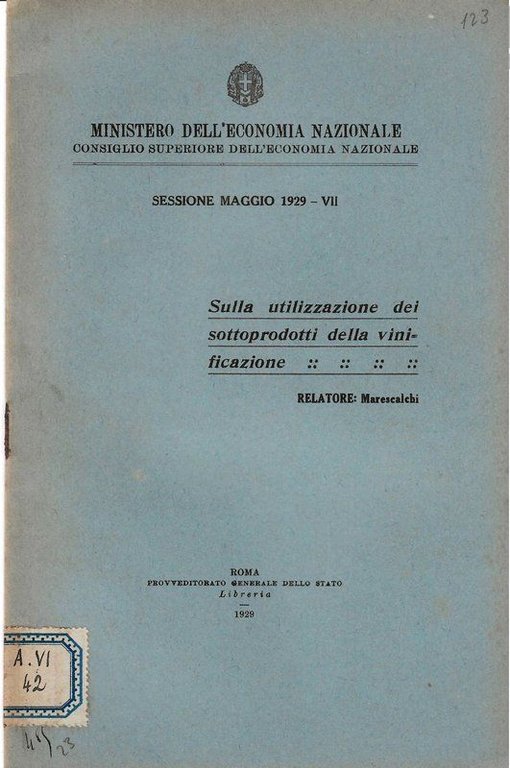 123
MINISTERO DELL'ECONOMIA NAZIONALE
CONSIGLIO SUPERIORE DELL'ECONOMIA NAZIONALE
SESSIONE MAGGIO 1929 – VII
Sulla utilizzazione dei
sottoprodotti della vini=
ficazione :: :: :: ::
RELATORE: Marescalchi
ROMA
PROVVEDITORATO GENERALE DELLO STATO
Libreria
1929
A. VI
42
23